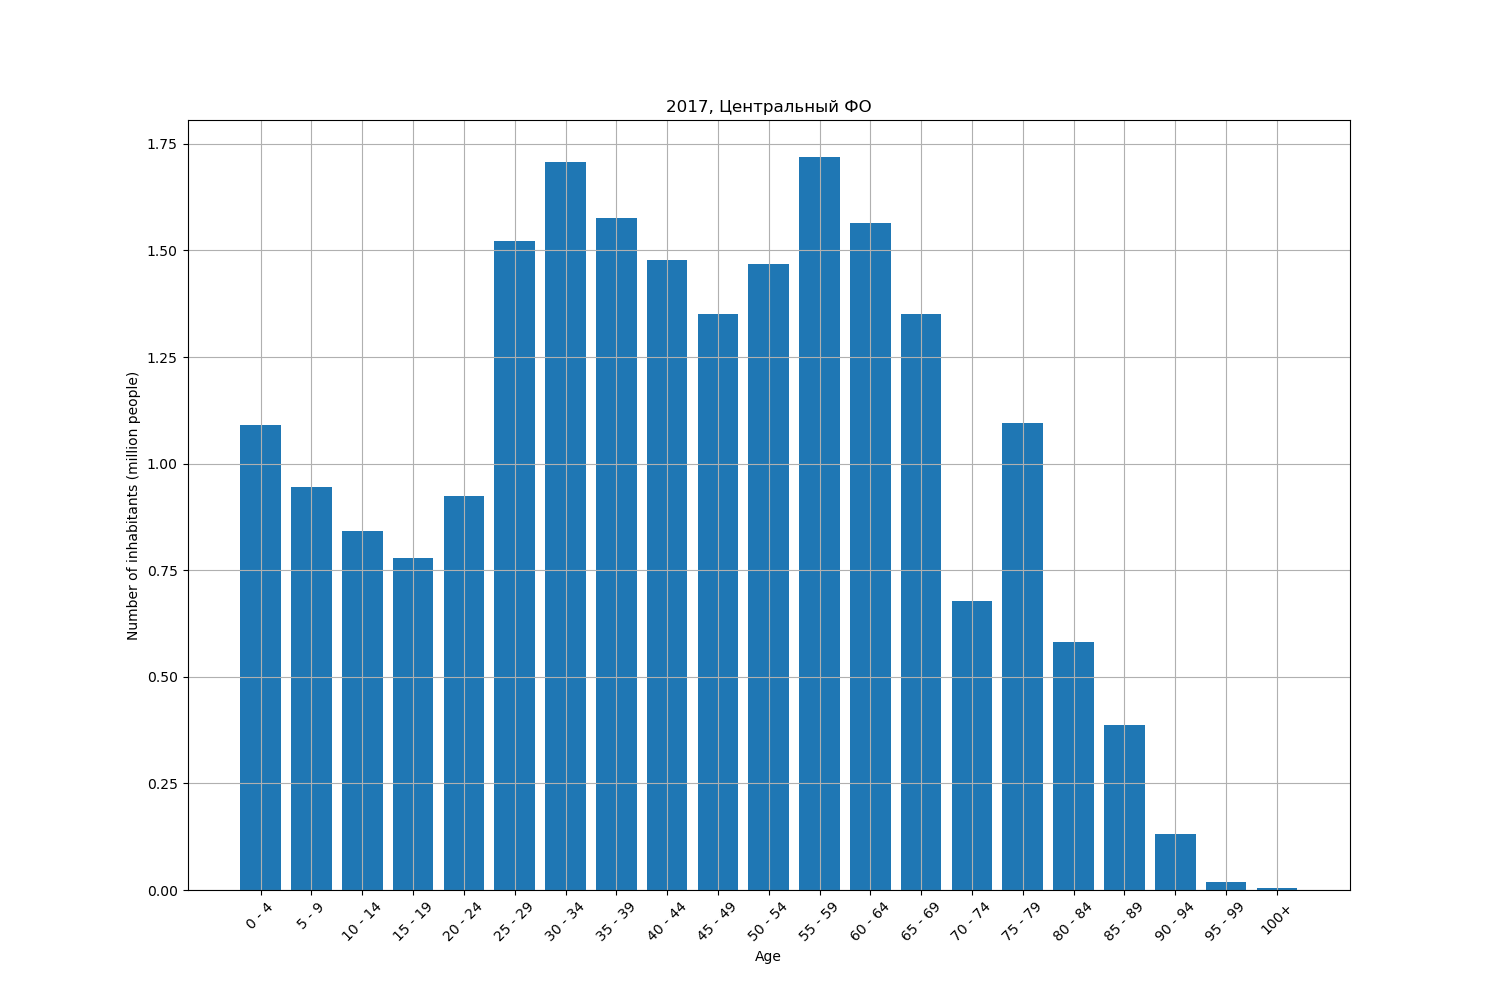 2017, Центральный ФО
Number of inhabitants (million people)
1.75
1.50
1.25
1.00
0.75
0.50
0.25
0.00
0 - 4
5 - 9
10 - 14
15 - 19
20 - 24
25 - 29
30 - 34
35 - 39
40 - 44
45 - 49
50 - 54
55 - 59
60 - 64
65 - 69
70 - 74
75 - 79
80 - 84
85 - 89
90 - 94
95 - 99
100+
Age